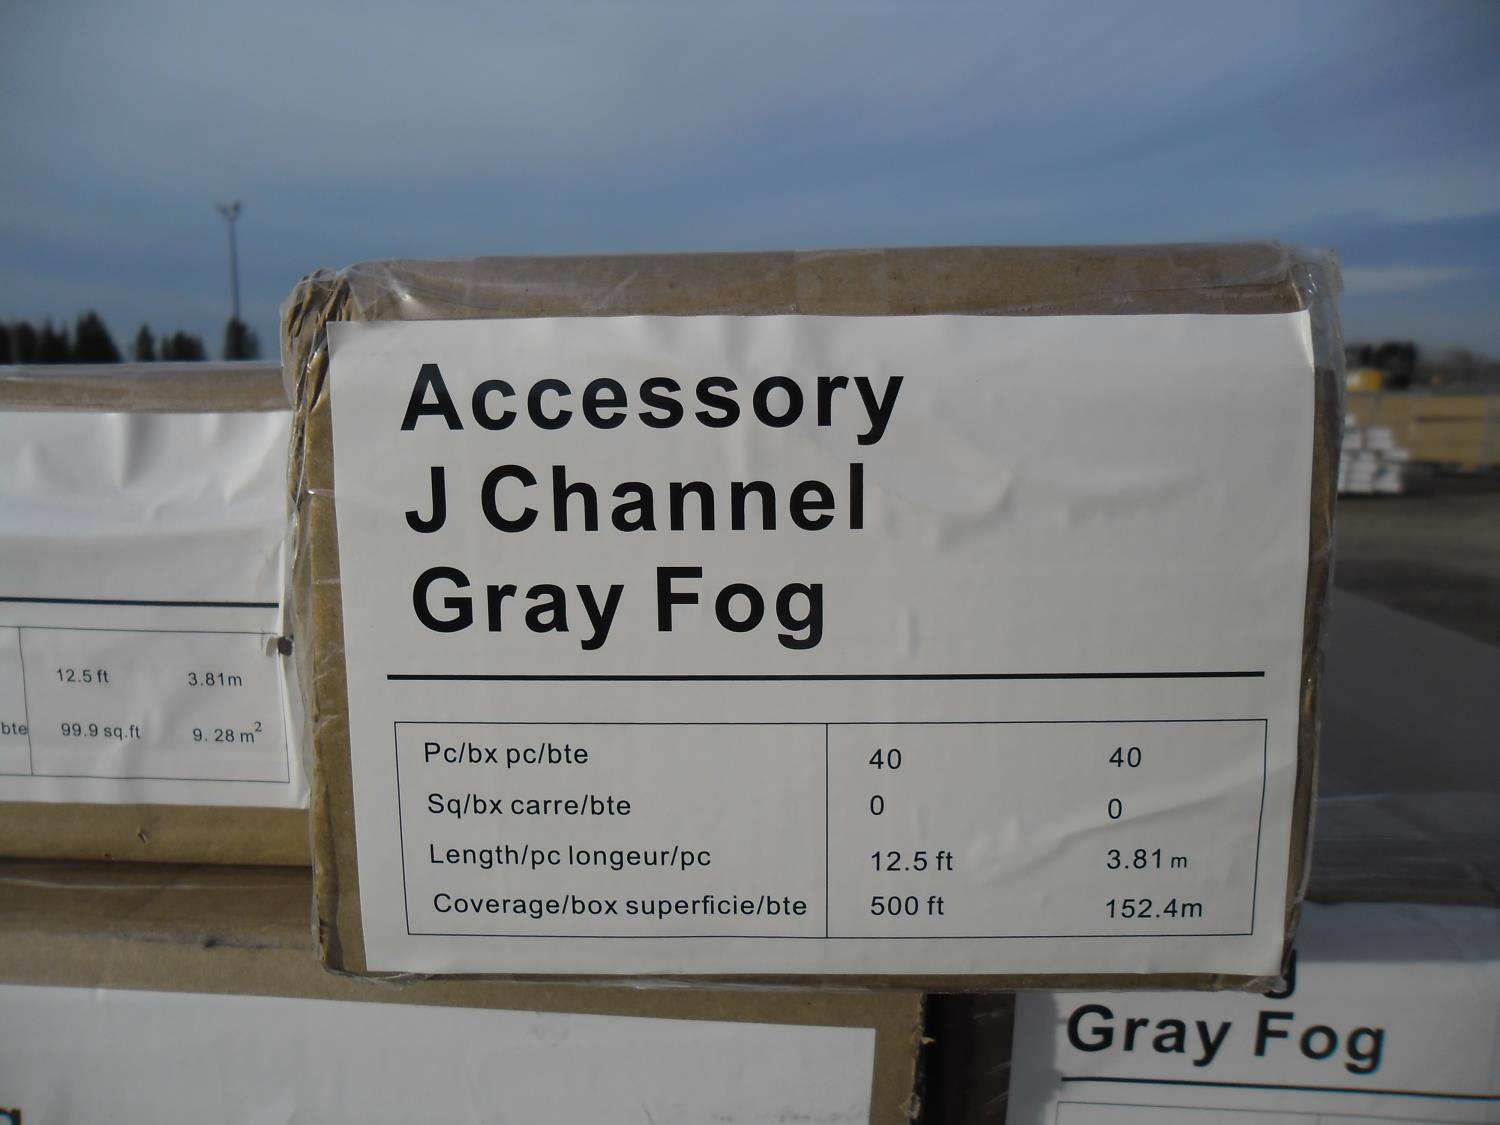 Accessory
J Channel
Gray Fog
Pc/bx pc/bte 40 40
Sq/bx carre/bte 0 0
Length/pc longeur/pc 12.5 ft 3.81 m
Coverage/box superficie/bte 500 ft 152.4m
12.5 ft 3.81m
bte 99.9 sq.ft 9. 28 m²
g
Gray Fog